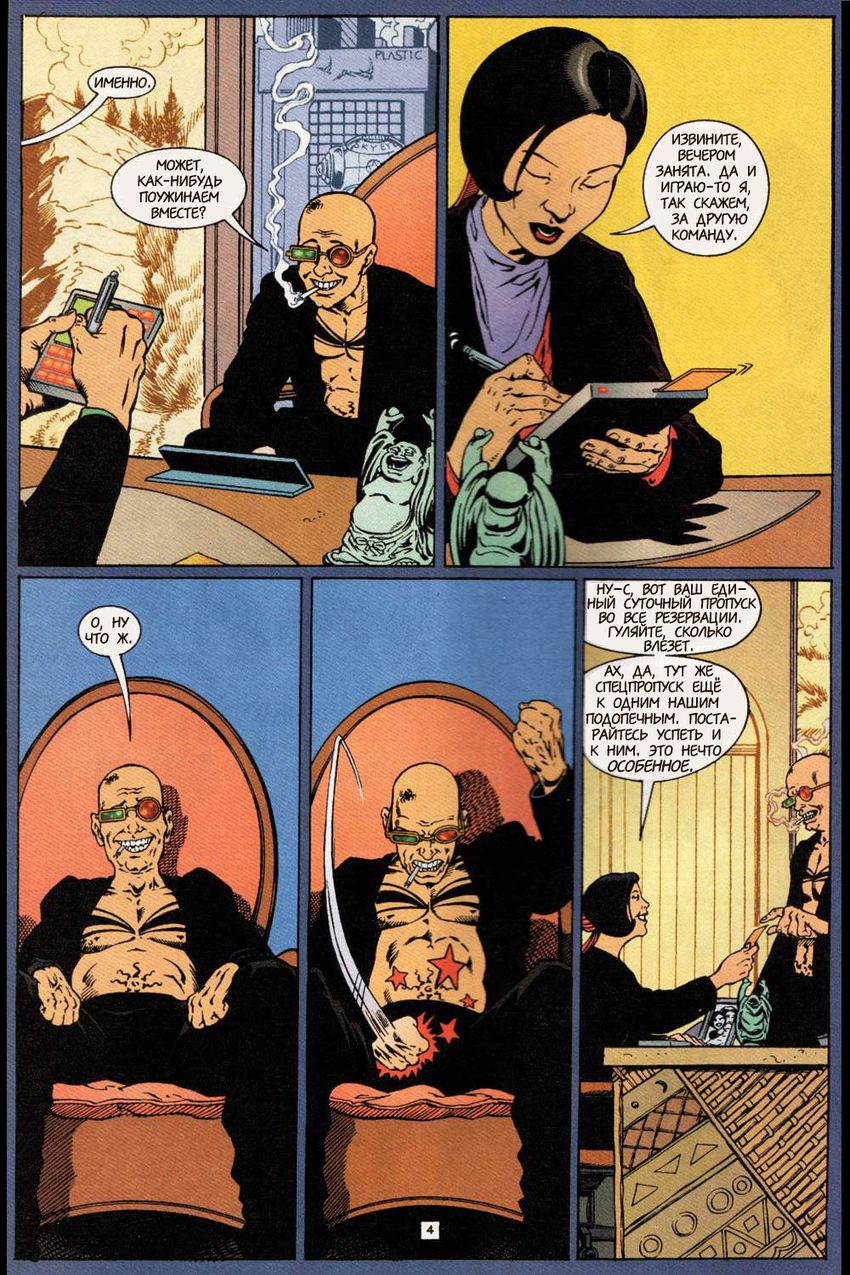 ИМЕННО.
PLASTIC
SKY EYE
МОЖЕТ,
КАК-НИБУДЬ
ПОУЖИНАЕМ
ВМЕСТЕ?
ИЗВИНИТЕ,
ВЕЧЕРОМ
ЗАНЯТА. ДА И
ИГРАЮ-ТО Я,
ТАК СКАЖЕМ,
ЗА ДРУГУЮ
КОМАНДУ.
О, НУ
ЧТО Ж.
НУ-С, ВОТ ВАШ ЕДИ-
НЫЙ СУТОЧНЫЙ ПРОПУСК
ВО ВСЕ РЕЗЕРВАЦИИ.
ГУЛЯЙТЕ, СКОЛЬКО
ВЛЕЗЕТ.
АХ, ДА, ТУТ ЖЕ
СПЕЦПРОПУСК ЕЩЁ
К ОДНИМ НАШИМ
ПОДОПЕЧНЫМ. ПОСТА-
РАЙТЕСЬ УСПЕТЬ И
К НИМ. ЭТО НЕЧТО
ОСОБЕННОЕ.
4